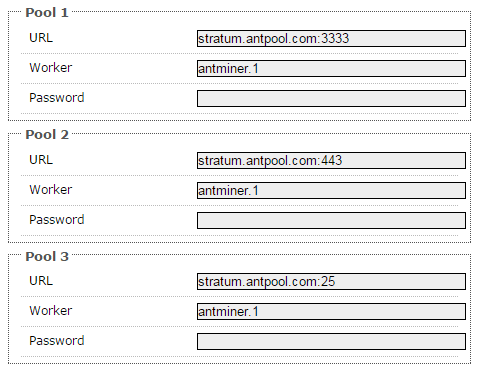 Pool 1
URL stratum.antpool.com:3333
Worker antminer.1
Password
Pool 2
URL stratum.antpool.com:443
Worker antminer.1
Password
Pool 3
URL stratum.antpool.com:25
Worker antminer.1
Password